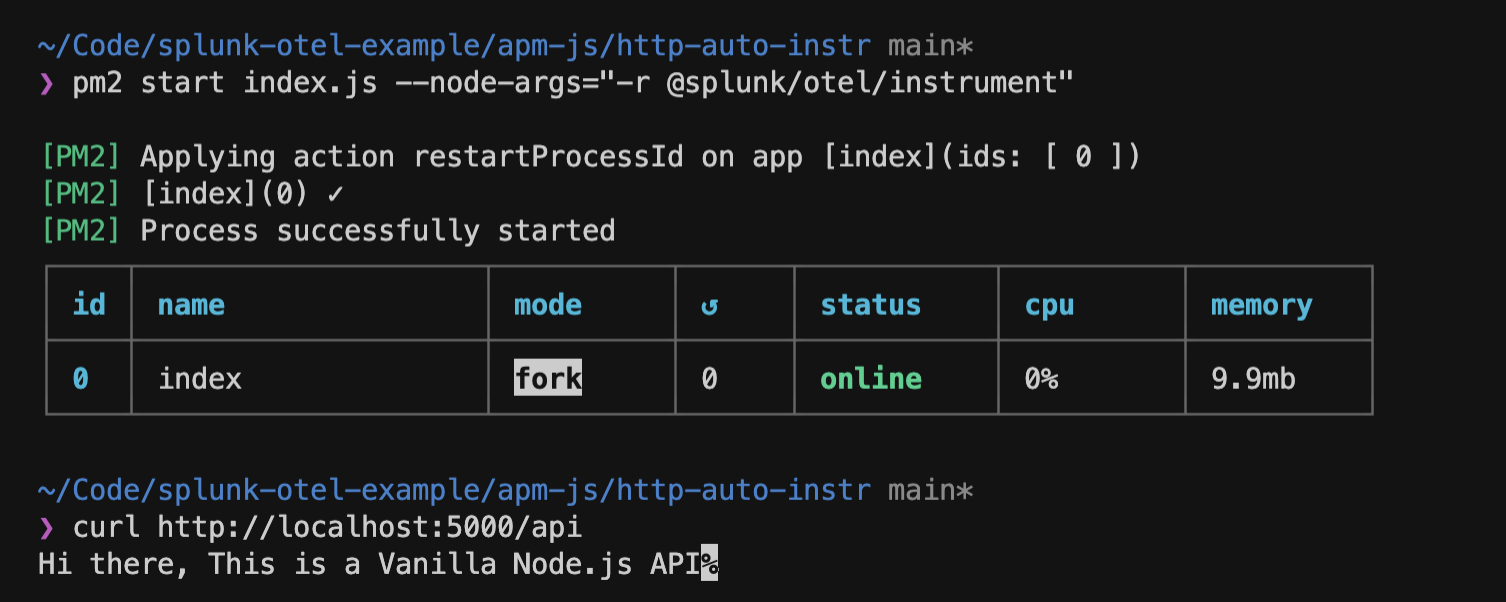 ~/Code/splunk-otel-example/apm-js/http-auto-instr main*
❯ pm2 start index.js --node-args="-r @splunk/otel/instrument"
[PM2] Applying action restartProcessId on app [index](ids: [ 0 ])
[PM2] [index](0) ✓
[PM2] Process successfully started
id name mode ↺ status cpu memory
0 index fork 0 online 0% 9.9mb
~/Code/splunk-otel-example/apm-js/http-auto-instr main*
❯ curl http://localhost:5000/api
Hi there, This is a Vanilla Node.js API%